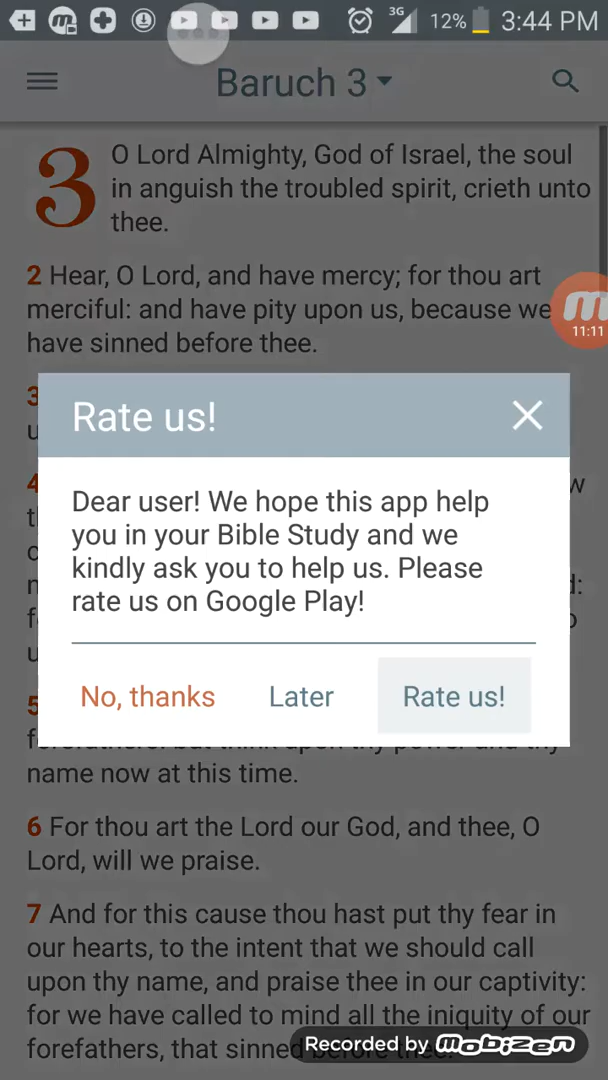 3G 12% 3:44 PM
Baruch 3
3 O Lord Almighty, God of Israel, the soul
in anguish the troubled spirit, crieth unto
thee.
2 Hear, O Lord, and have mercy; for thou art
merciful: and have pity upon us, because we
have sinned before thee.
11:11
3
Rate us!
Dear user! We hope this app help
you in your Bible Study and we
kindly ask you to help us. Please
rate us on Google Play!
No, thanks Later Rate us!
5
name now at this time.
6 For thou art the Lord our God, and thee, O
Lord, will we praise.
7 And for this cause thou hast put thy fear in
our hearts, to the intent that we should call
upon thy name, and praise thee in our captivity:
for we have called to mind all the iniquity of our
forefathers, that sinned before thee.
Recorded by mobizen